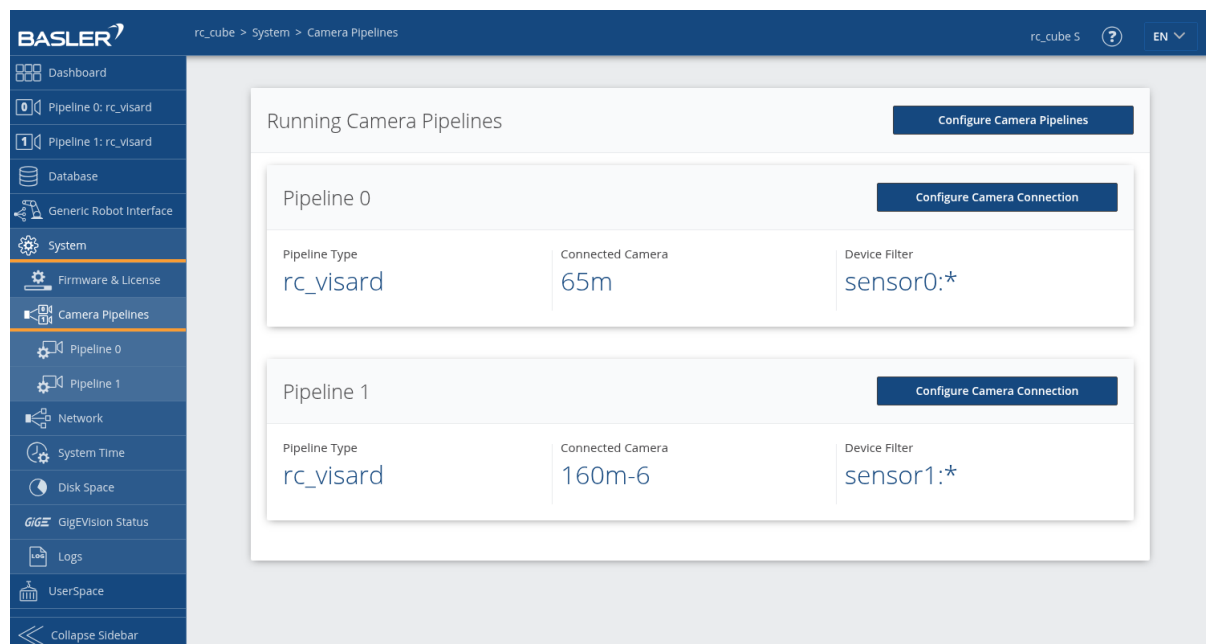 BASLER
rc_cube > System > Camera Pipelines
rc_cube S
?
EN
Dashboard
0 Pipeline 0: rc_visard
1 Pipeline 1: rc_visard
Database
Generic Robot Interface
System
Firmware & License
0
1
Camera Pipelines
Pipeline 0
Pipeline 1
Network
System Time
Disk Space
GiGE GigEVision Status
LOG Logs
UserSpace
Collapse Sidebar
Running Camera Pipelines
Configure Camera Pipelines
Pipeline 0
Configure Camera Connection
Pipeline Type
rc_visard
Connected Camera
65m
Device Filter
sensor0:*
Pipeline 1
Configure Camera Connection
Pipeline Type
rc_visard
Connected Camera
160m-6
Device Filter
sensor1:*